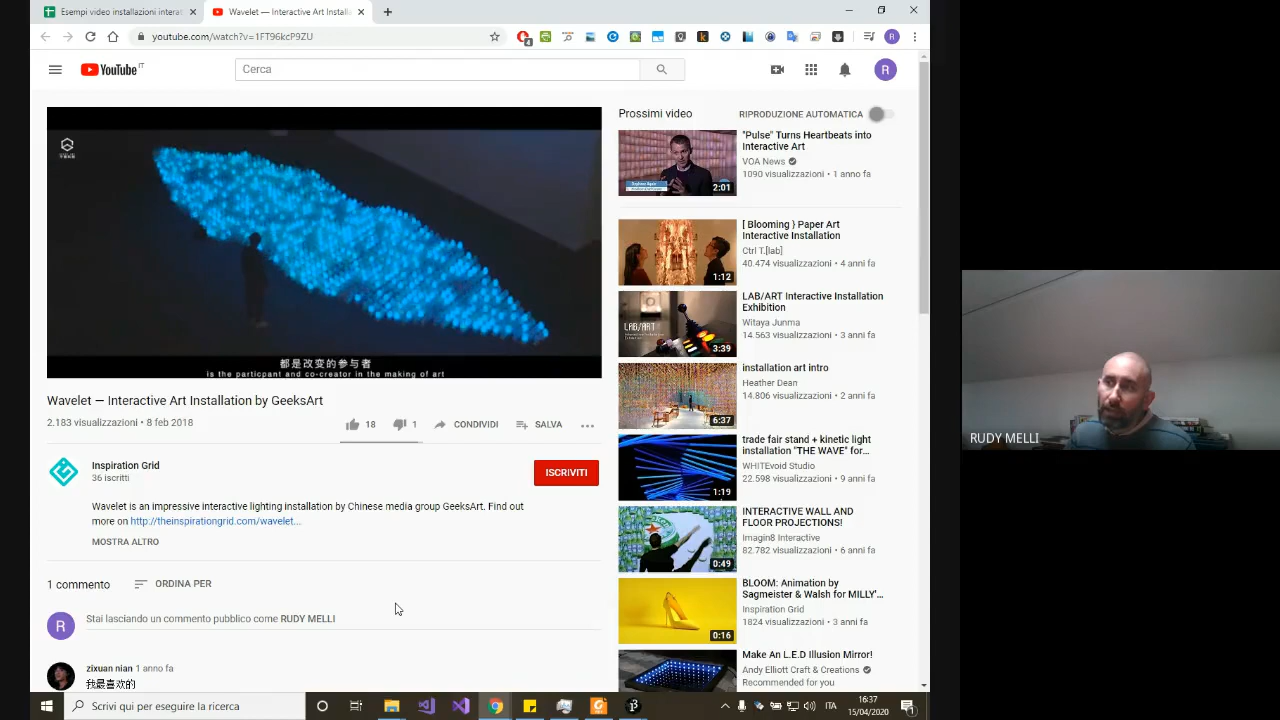 Esempi video installazioni intera
Wavelet — Interactive Art Install
youtube.com/watch?v=1FT96kcP9ZU
4
R
YouTube IT
Cerca
R
都是改变的参与者
is the particpant and co-creator in the making of art
Wavelet — Interactive Art Installation by GeeksArt
2.183 visualizzazioni • 8 feb 2018
18
1
CONDIVIDI
SALVA
Inspiration Grid
36 iscritti
ISCRIVITI
Wavelet is an impressive interactive lighting installation by Chinese media group GeeksArt. Find out
more on http://theinspirationgrid.com/wavelet...
MOSTRA ALTRO
1 commento
ORDINA PER
R
Stai lasciando un commento pubblico come RUDY MELLI
zixuan nian 1 anno fa
我最喜欢的
Prossimi video
RIPRODUZIONE AUTOMATICA
2:01
"Pulse" Turns Heartbeats into
Interactive Art
VOA News
1090 visualizzazioni • 1 anno fa
1:12
[ Blooming } Paper Art
Interactive Installation
Ctrl T.[lab]
40.474 visualizzazioni • 4 anni fa
LAB/ART
3:39
LAB/ART Interactive Installation
Exhibition
Witaya Junma
14.563 visualizzazioni • 3 anni fa
6:37
installation art intro
Heather Dean
14.806 visualizzazioni • 2 anni fa
1:19
trade fair stand + kinetic light
installation "THE WAVE" for...
WHITEvoid Studio
22.598 visualizzazioni • 9 anni fa
0:49
INTERACTIVE WALL AND
FLOOR PROJECTIONS!
Imagin8 Interactive
82.782 visualizzazioni • 6 anni fa
0:16
BLOOM: Animation by
Sagmeister & Walsh for MILLY'...
Inspiration Grid
1824 visualizzazioni • 3 anni fa
Make An L.E.D Illusion Mirror!
Andy Elliott Craft & Creations
Recommended for you
RUDY MELLI
Scrivi qui per eseguire la ricerca
ITA
16:37
15/04/2020
1